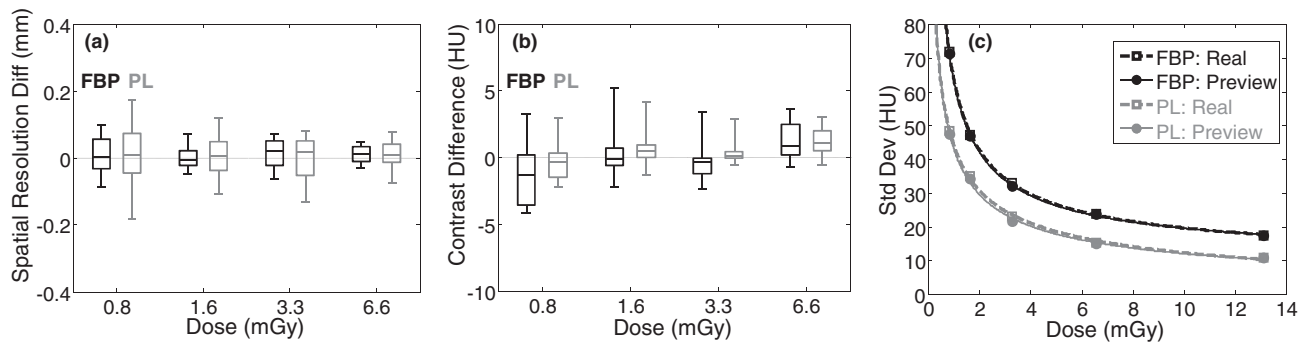 (a)
FBP PL
Spatial Resolution Diff (mm)
0.4
0.2
0
-0.2
-0.4
0.8 1.6 3.3 6.6
Dose (mGy)
(b)
FBP PL
Contrast Difference (HU)
10
5
0
-5
-10
0.8 1.6 3.3 6.6
Dose (mGy)
(c)
FBP: Real
FBP: Preview
PL: Real
PL: Preview
Std Dev (HU)
80
70
60
50
40
30
20
10
0
0 2 4 6 8 10 12 14
Dose (mGy)